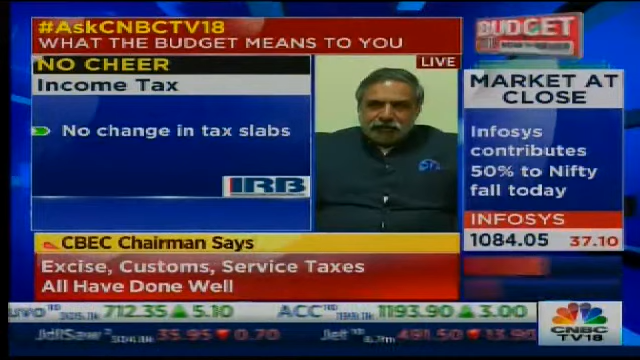 #AskCNBCTV18
WHAT THE BUDGET MEANS TO YOU
NO CHEER
LIVE
Income Tax
No change in tax slabs
IRB
CBEC Chairman Says
Excise, Customs, Service Taxes
All Have Done Well
BUDGET
MARKET AT
CLOSE
Infosys
contributes
50% to Nifty
fall today
INFOSYS
1084.05 37.10
712.35 5.10 ACC 1193.90 3.00
JdlSaw 35.95 0.70 Jet 491.50 13.90
CNBC
TV18